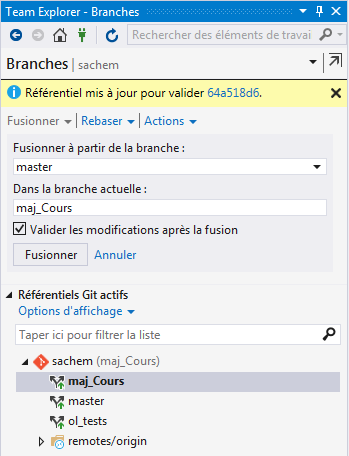 Team Explorer - Branches
Rechercher des éléments de travai
Branches | sachem
Référentiel mis à jour pour valider 64a518d6.
Fusionner Rebaser Actions
Fusionner à partir de la branche :
master
Dans la branche actuelle :
maj_Cours
Valider les modifications après la fusion
Fusionner Annuler
Référentiels Git actifs
Options d'affichage
Taper ici pour filtrer la liste
sachem (maj_Cours)
maj_Cours
master
ol_tests
remotes/origin